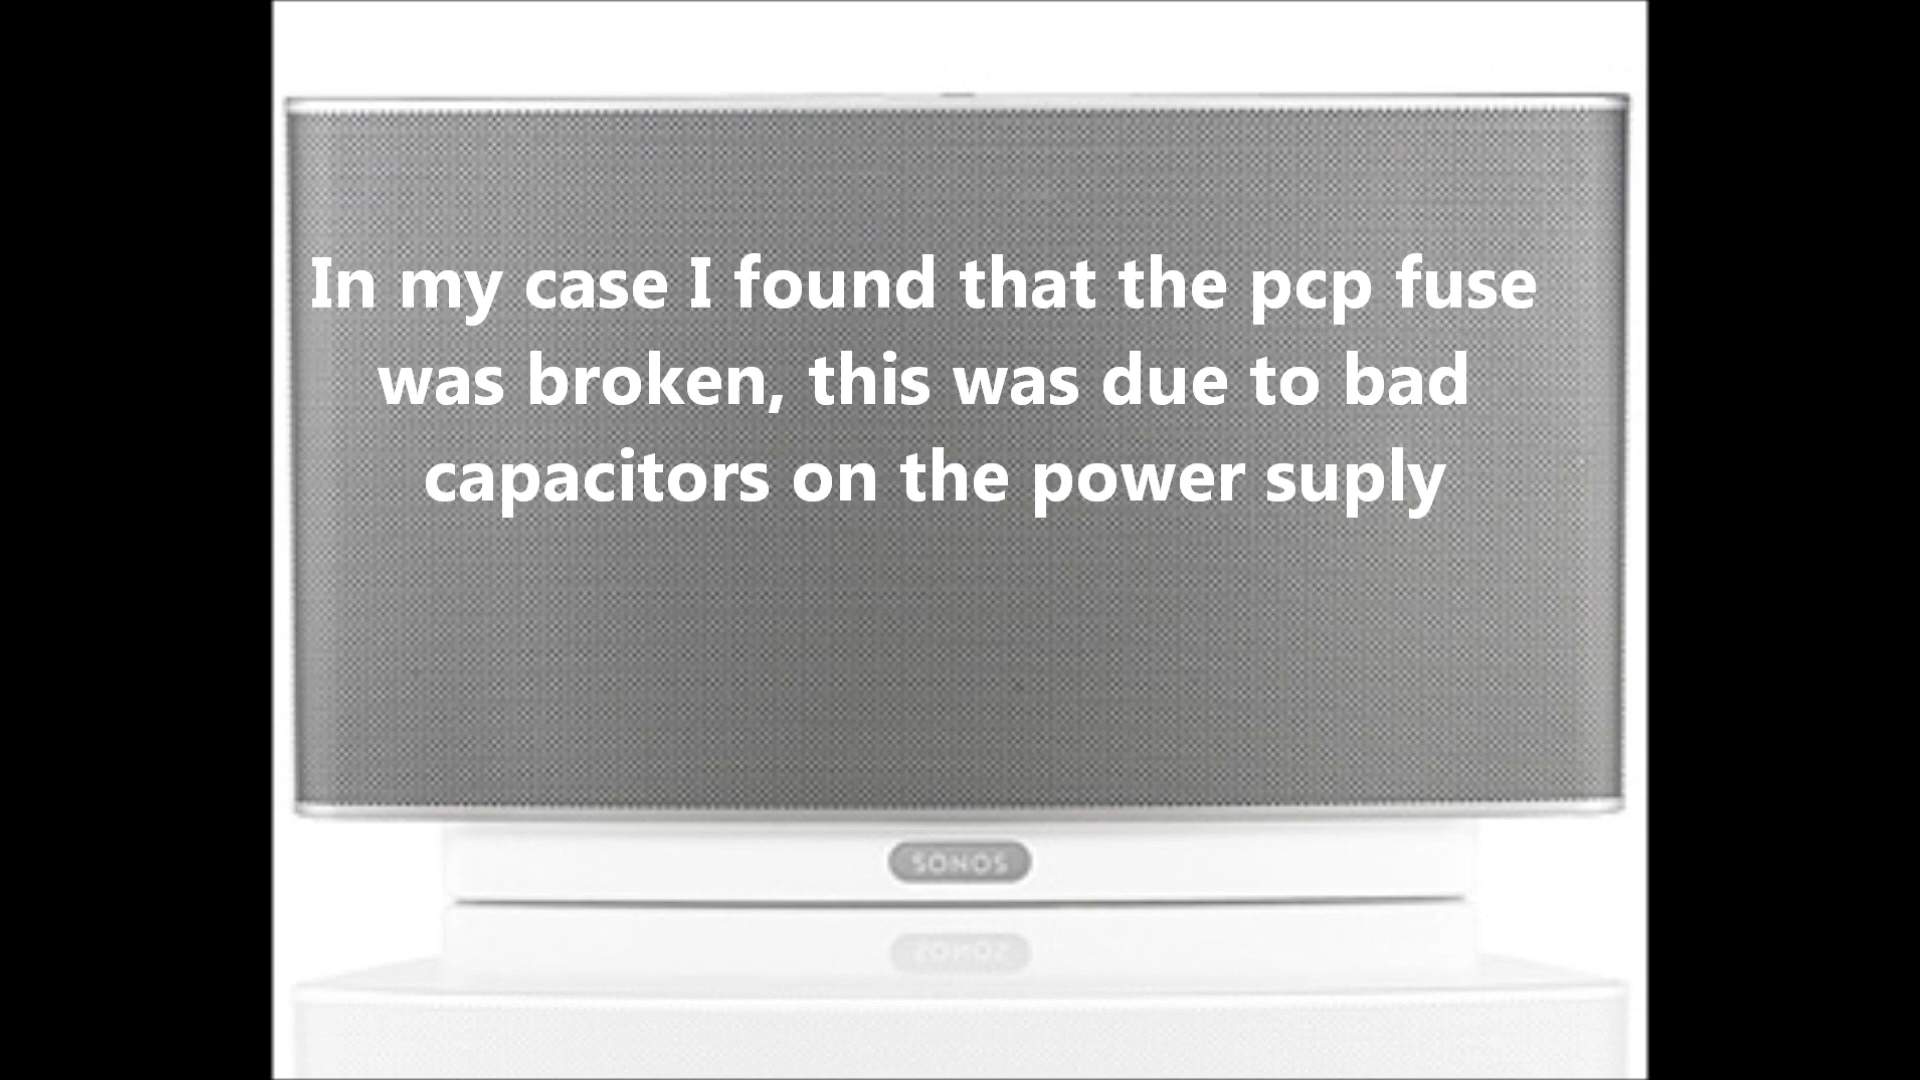 In my case I found that the pcp fuse
was broken, this was due to bad
capacitors on the power suply
SONOS